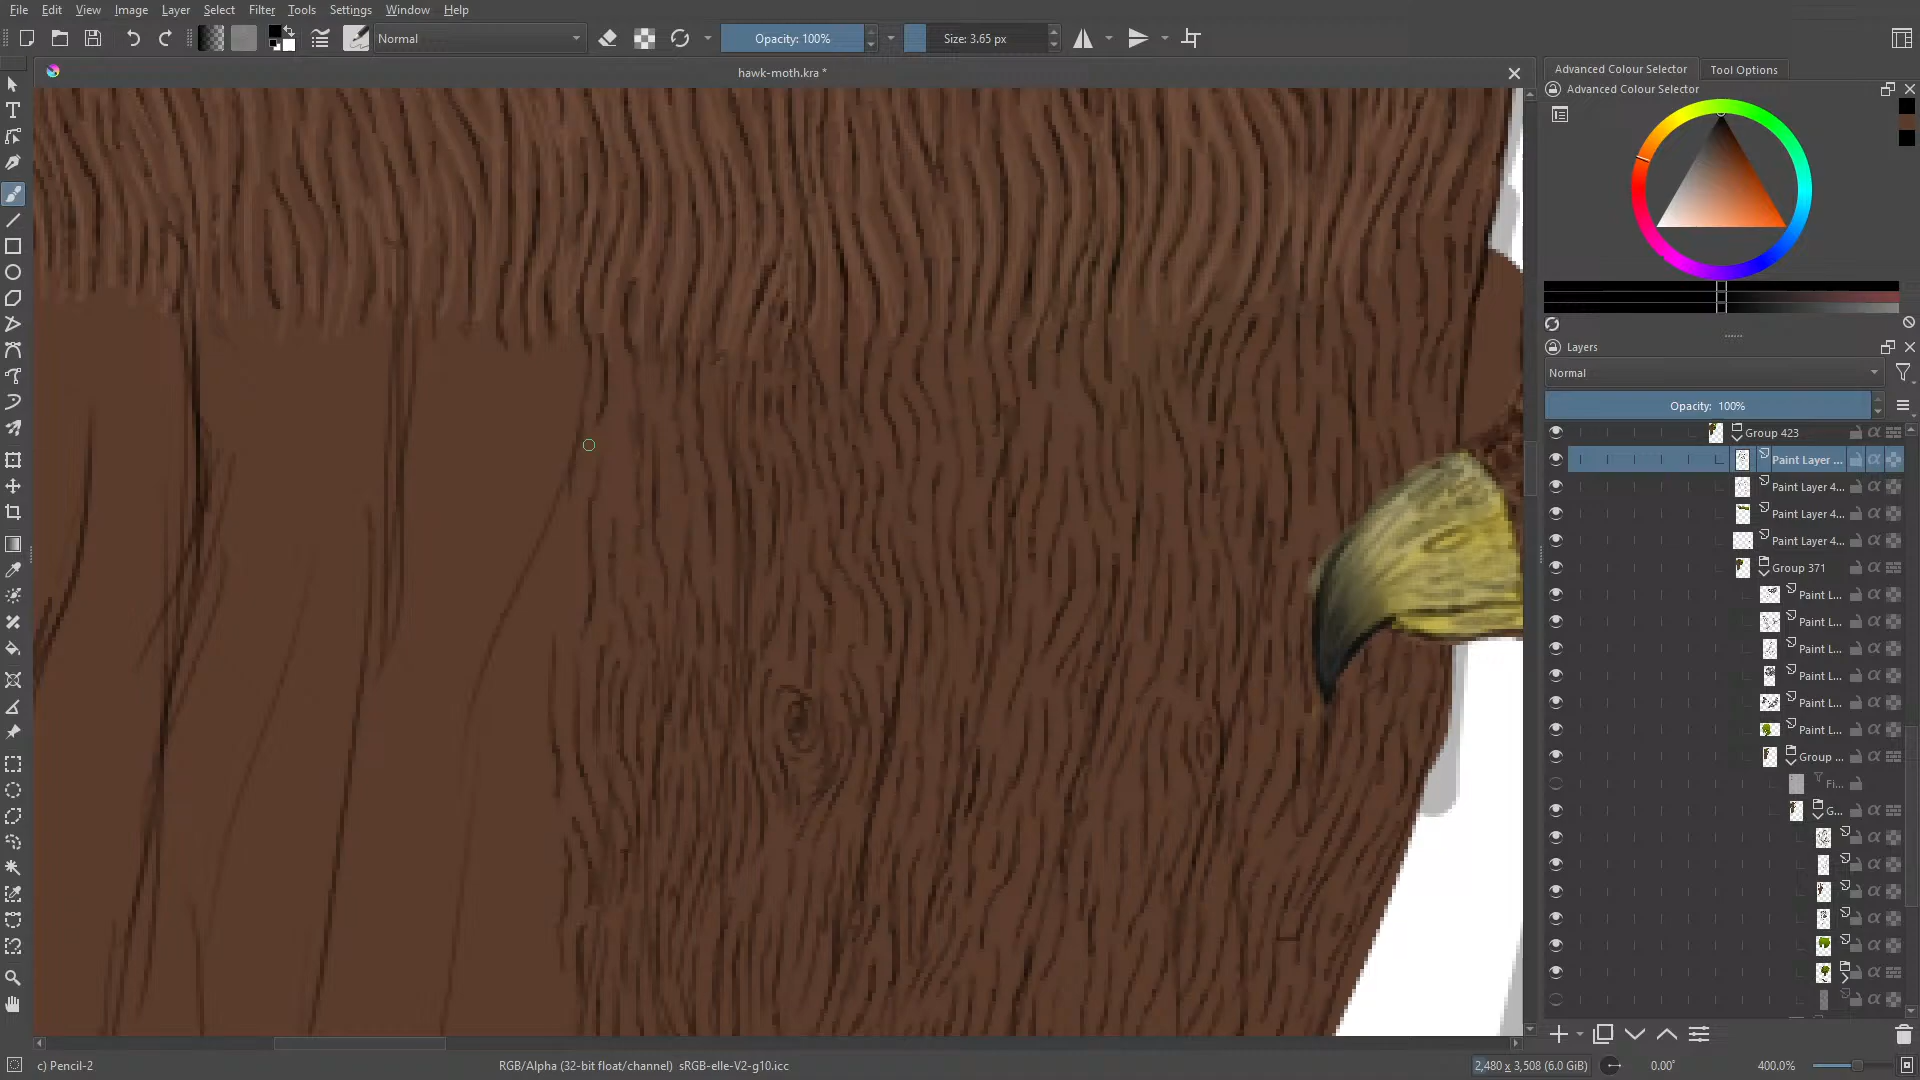 File Edit View Image Layer Select Filter Tools Settings Window Help
Normal
Opacity: 100%
Size: 3.65 px
hawk-moth.kra *
Advanced Colour Selector
Tool Options
Advanced Colour Selector
Layers
Normal
Opacity: 100%
Group 423
Paint Layer ...
Paint Layer 4...
Paint Layer 4...
Paint Layer 4...
Group 371
Paint L...
Paint L...
Paint L...
Paint L...
Paint L...
Paint L...
Group ...
Fi...
G...
c) Pencil-2
RGB/Alpha (32-bit float/channel) sRGB-elle-V2-g10.icc
2,480 x 3,508 (6.0 GiB)
0.00°
400.0%